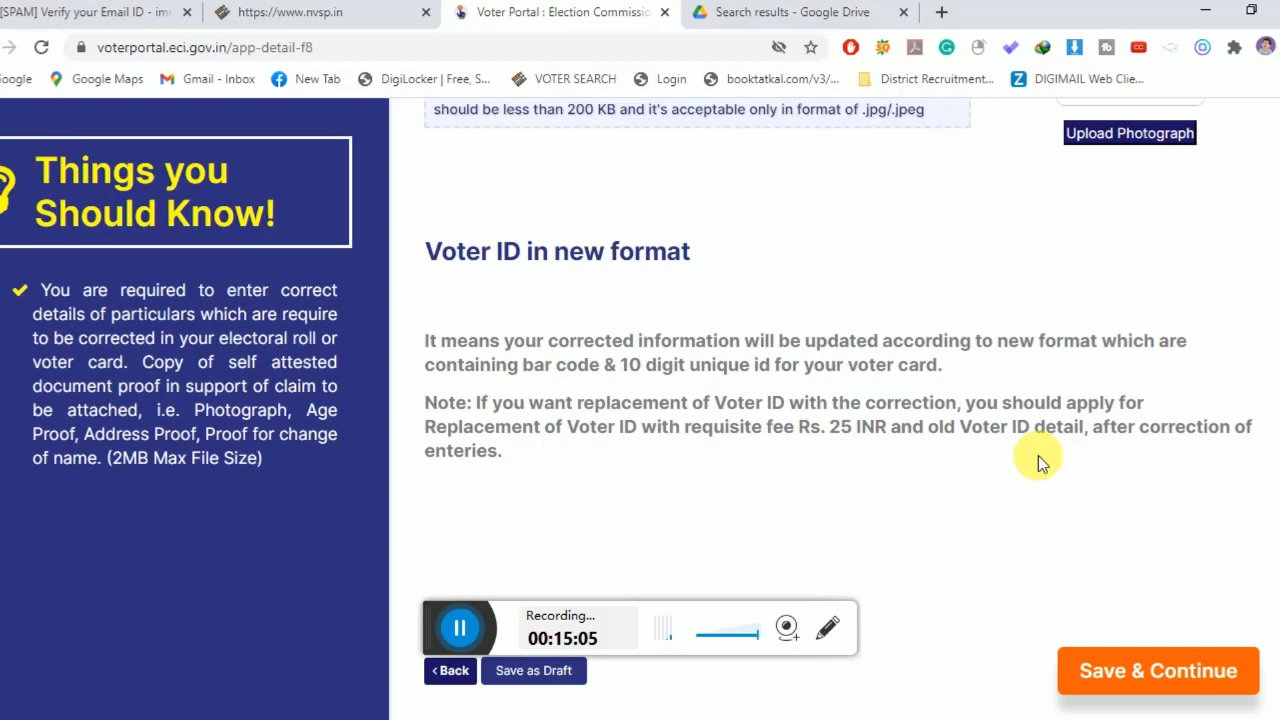 [SPAM] Verify your Email ID - im
https://www.nvsp.in
Voter Portal : Election Commissio
Search results - Google Drive
voterportal.eci.gov.in/app-detail-f8
oogle
Google Maps
Gmail - Inbox
New Tab
DigiLocker | Free, S...
VOTER SEARCH
Login
booktatkal.com/v3/...
District Recruitment...
DIGIMAIL Web Clie...
should be less than 200 KB and it's acceptable only in format of .jpg/.jpeg
Upload Photograph
Things you
Should Know!
You are required to enter correct
details of particulars which are require
to be corrected in your electoral roll or
voter card. Copy of self attested
document proof in support of claim to
be attached, i.e. Photograph, Age
Proof, Address Proof, Proof for change
of name. (2MB Max File Size)
Voter ID in new format
It means your corrected information will be updated according to new format which are
containing bar code & 10 digit unique id for your voter card.
Note: If you want replacement of Voter ID with the correction, you should apply for
Replacement of Voter ID with requisite fee Rs. 25 INR and old Voter ID detail, after correction of
enteries.
Recording...
00:15:05
‹ Back
Save as Draft
Save & Continue